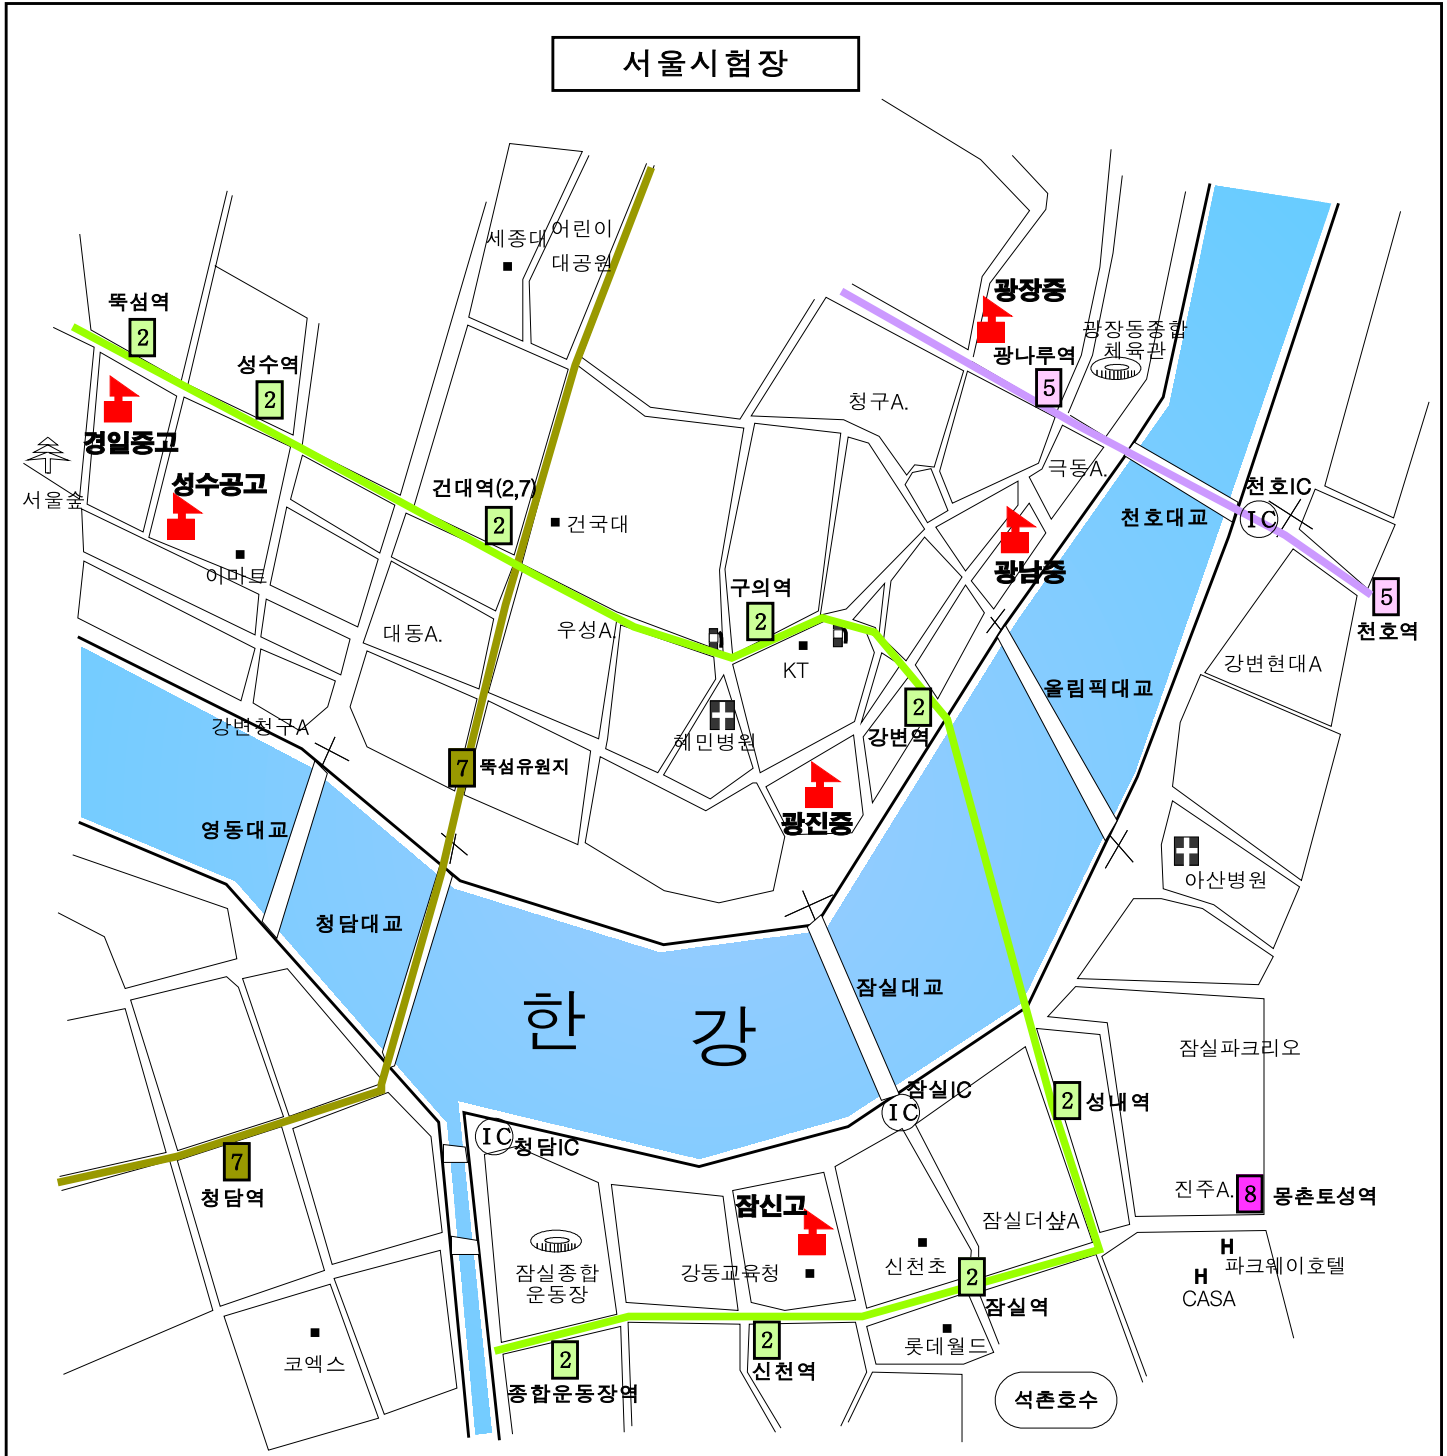 서울시험장
어린이
세종대
대공원
광장중
뚝섬역
2
광장동종합
체육관
광나루역
5
성수역
2
청구A.
경일중고
극동A.
성수공고
건대역(2,7)
2
천호IC
IC
서울숲
건국대
천호대교
이마트
광남중
구의역
2
5
천호역
대동A.
우성A.
KT
강변현대A
올림픽대교
2
강변역
강변청구A
혜민병원
7
뚝섬유원지
영동대교
광진중
아산병원
청담대교
잠실대교
한 강
잠실파크리오
잠실IC
IC
2
성내역
IC
청담IC
7
청담역
진주A.
8
몽촌토성역
잠신고
잠실더샾A
H
파크웨이호텔
H
CASA
잠실종합
운동장
강동교육청
신천초
2
잠실역
롯데월드
코엑스
2
종합운동장역
2
신천역
석촌호수